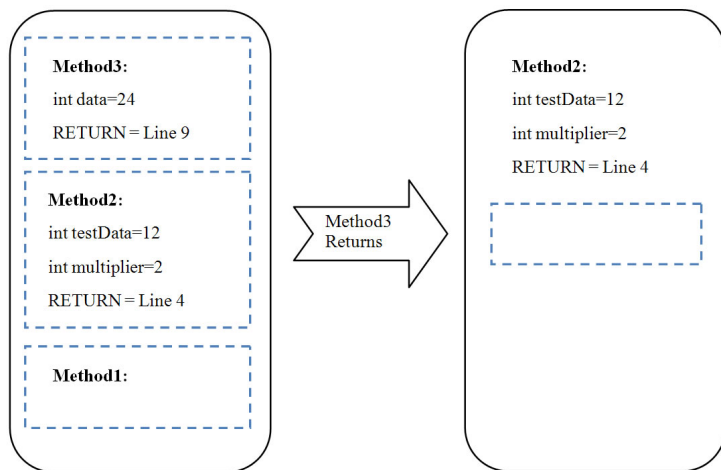 Method3:
int data=24
RETURN = Line 9
Method2:
int testData=12
int multiplier=2
RETURN = Line 4
Method1:
Method3
Returns
Method2:
int testData=12
int multiplier=2
RETURN = Line 4